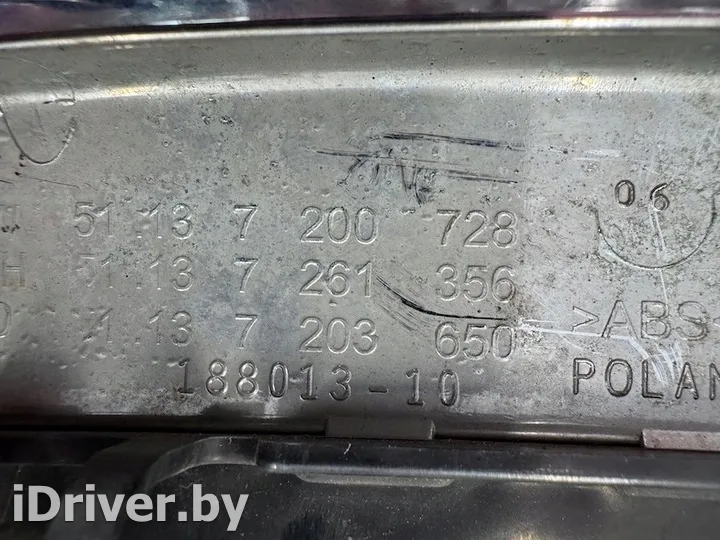 06
51.13 7 200 728
H 51.13 7 261 356
1.13 7 203 650 >ABS
188013-10 POLAN
iDriver.by